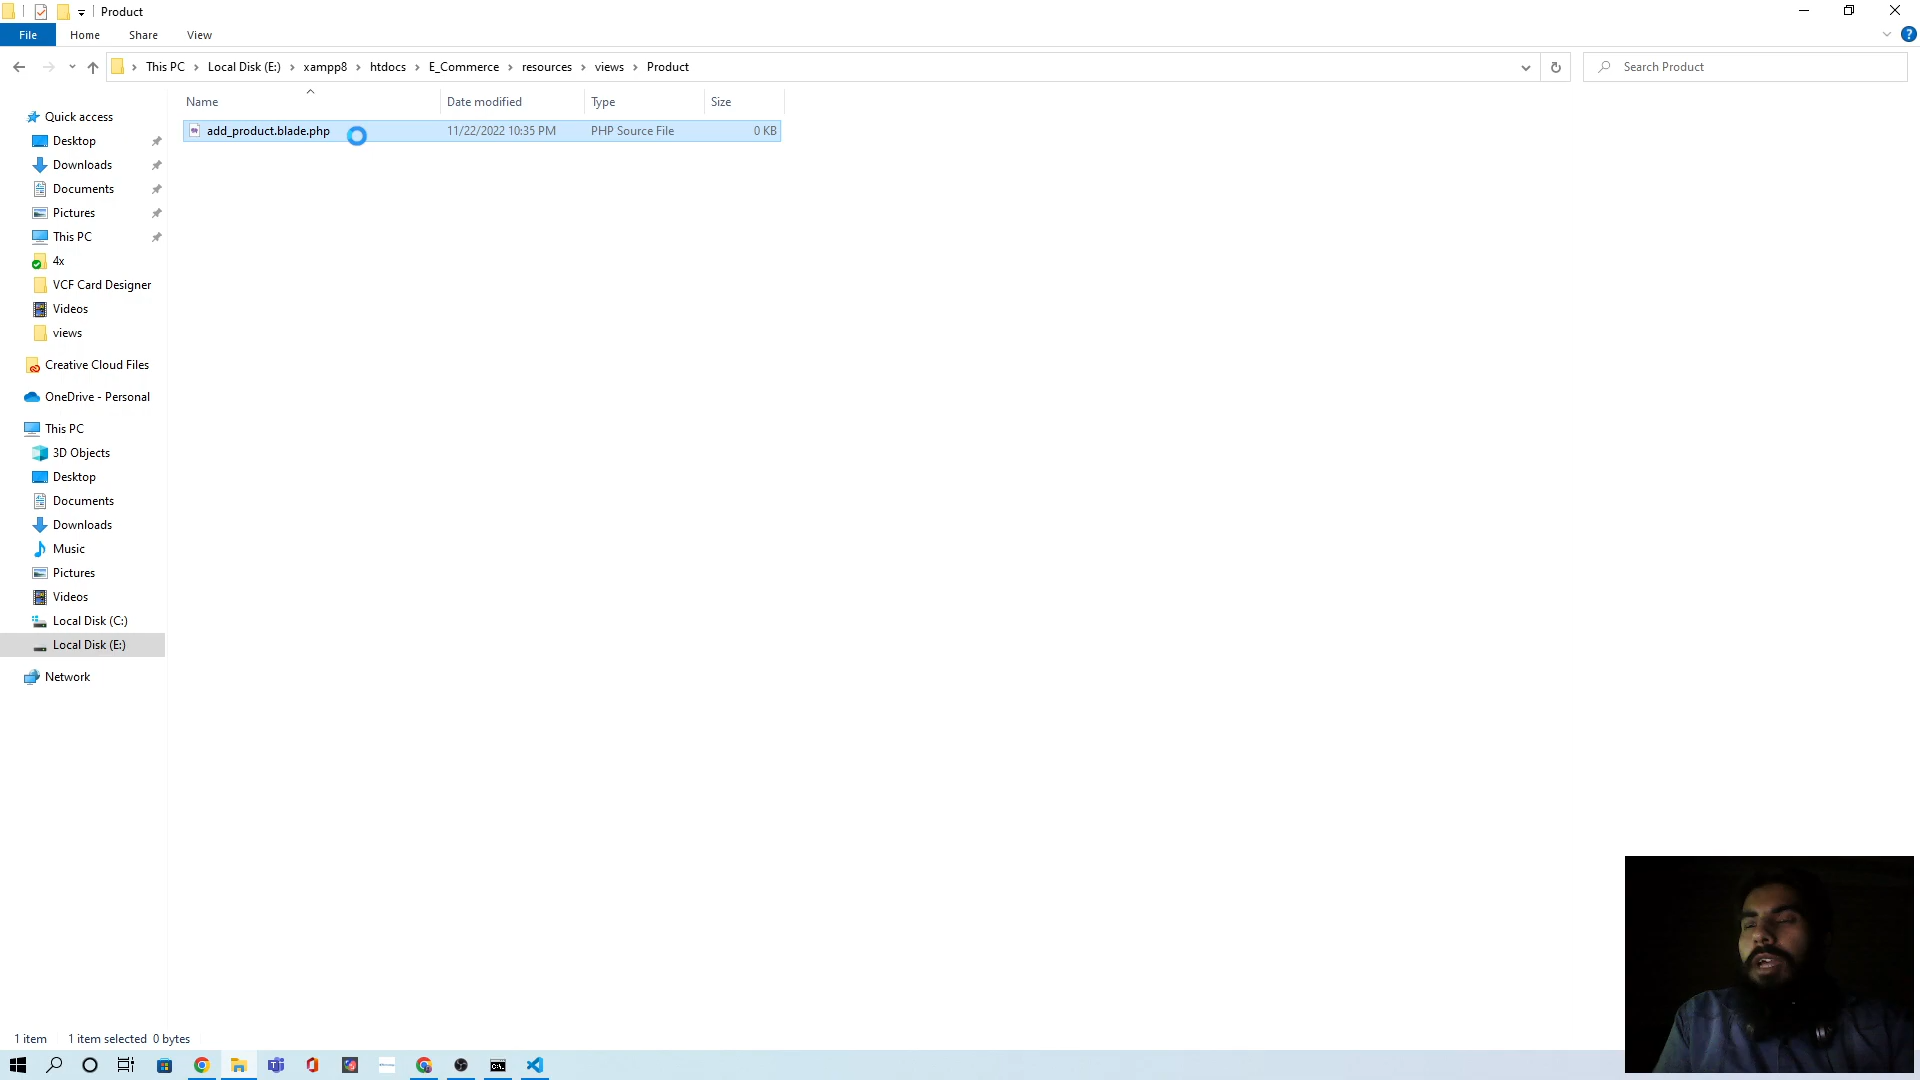 Product
File Home Share View
This PC Local Disk (E:) xampp8 htdocs E_Commerce resources views Product
Search Product
Name Date modified Type Size
add_product.blade.php 11/22/2022 10:35 PM PHP Source File 0 KB
Quick access
Desktop
Downloads
Documents
Pictures
This PC
4x
VCF Card Designer
Videos
views
Creative Cloud Files
OneDrive - Personal
This PC
3D Objects
Desktop
Documents
Downloads
Music
Pictures
Videos
Local Disk (C:)
Local Disk (E:)
Network
1 item 1 item selected 0 bytes